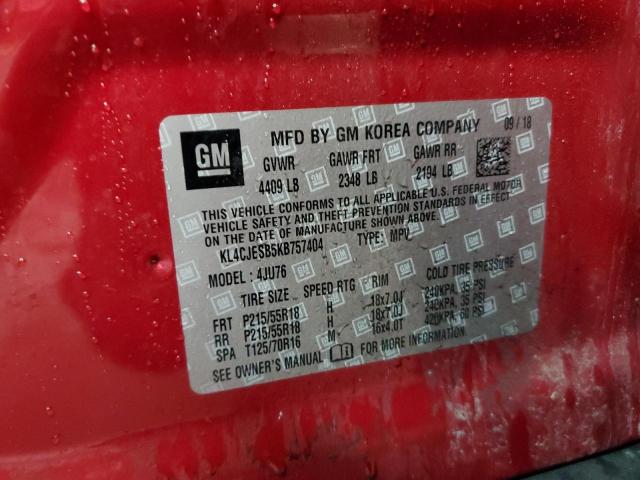 GM
MFD BY GM KOREA COMPANY 09/18
GVWR GAWR FRT GAWR RR
4409 LB 2348 LB 2194 LB
THIS VEHICLE CONFORMS TO ALL APPLICABLE U.S. FEDERAL MOTOR
VEHICLE SAFETY AND THEFT PREVENTION STANDARDS IN EFFECT
ON THE DATE OF MANUFACTURE SHOWN ABOVE.
KL4CJESB5KB757404 TYPE: MPV
MODEL: 4JU76
TIRE SIZE SPEED RTG RIM COLD TIRE PRESSURE
FRT P215/55R18 H 18x7.0J 240KPA, 35 PSI
RR P215/55R18 H 18x7.0J 240KPA, 35 PSI
SPA T125/70R16 M 16x4.0T 420KPA, 60 PSI
SEE OWNER'S MANUAL FOR MORE INFORMATION.